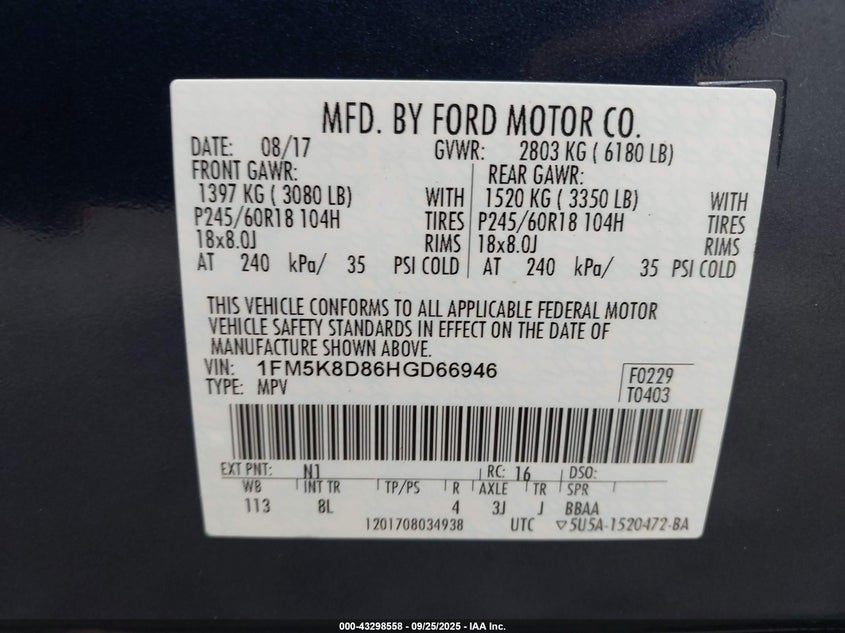 MFD. BY FORD MOTOR CO.
DATE: 08/17 GVWR: 2803 KG ( 6180 LB)
FRONT GAWR: REAR GAWR:
1397 KG ( 3080 LB) WITH 1520 KG ( 3350 LB) WITH
P245/60R18 104H TIRES P245/60R18 104H TIRES
18x8.0J RIMS 18x8.0J RIMS
AT 240 kPa/ 35 PSI COLD AT 240 kPa/ 35 PSI COLD
THIS VEHICLE CONFORMS TO ALL APPLICABLE FEDERAL MOTOR
VEHICLE SAFETY STANDARDS IN EFFECT ON THE DATE OF
MANUFACTURE SHOWN ABOVE.
VIN: 1FM5K8D86HGD66946 F0229
TYPE: MPV T0403
EXT PNT: N1 RC: 16 DSO:
WB INT TR TP/PS R AXLE TR SPR
113 8L 4 3J J BBAA
1201708034938 UTC ▽5U5A-1520472-BA
000-43298558 - 09/25/2025 - IAA Inc.